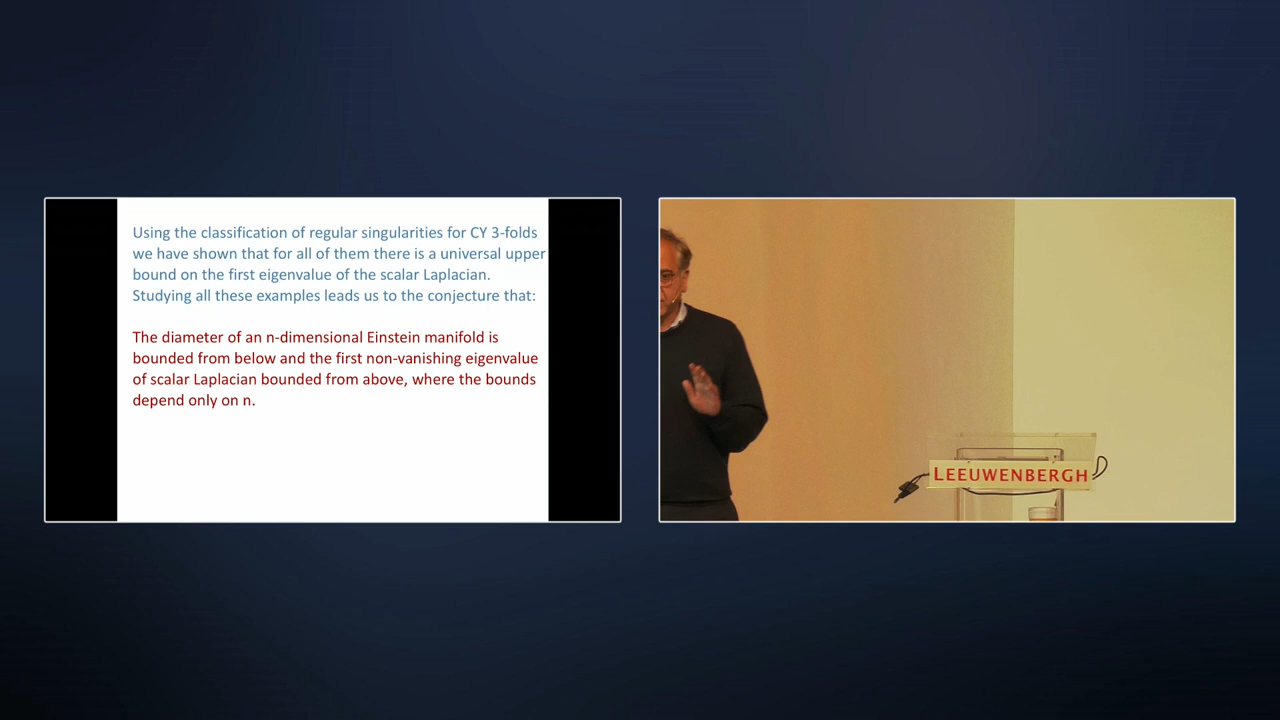 Using the classification of regular singularities for CY 3-folds
we have shown that for all of them there is a universal upper
bound on the first eigenvalue of the scalar Laplacian.
Studying all these examples leads us to the conjecture that:
The diameter of an n-dimensional Einstein manifold is
bounded from below and the first non-vanishing eigenvalue
of scalar Laplacian bounded from above, where the bounds
depend only on n.
LEEUWENBERGH